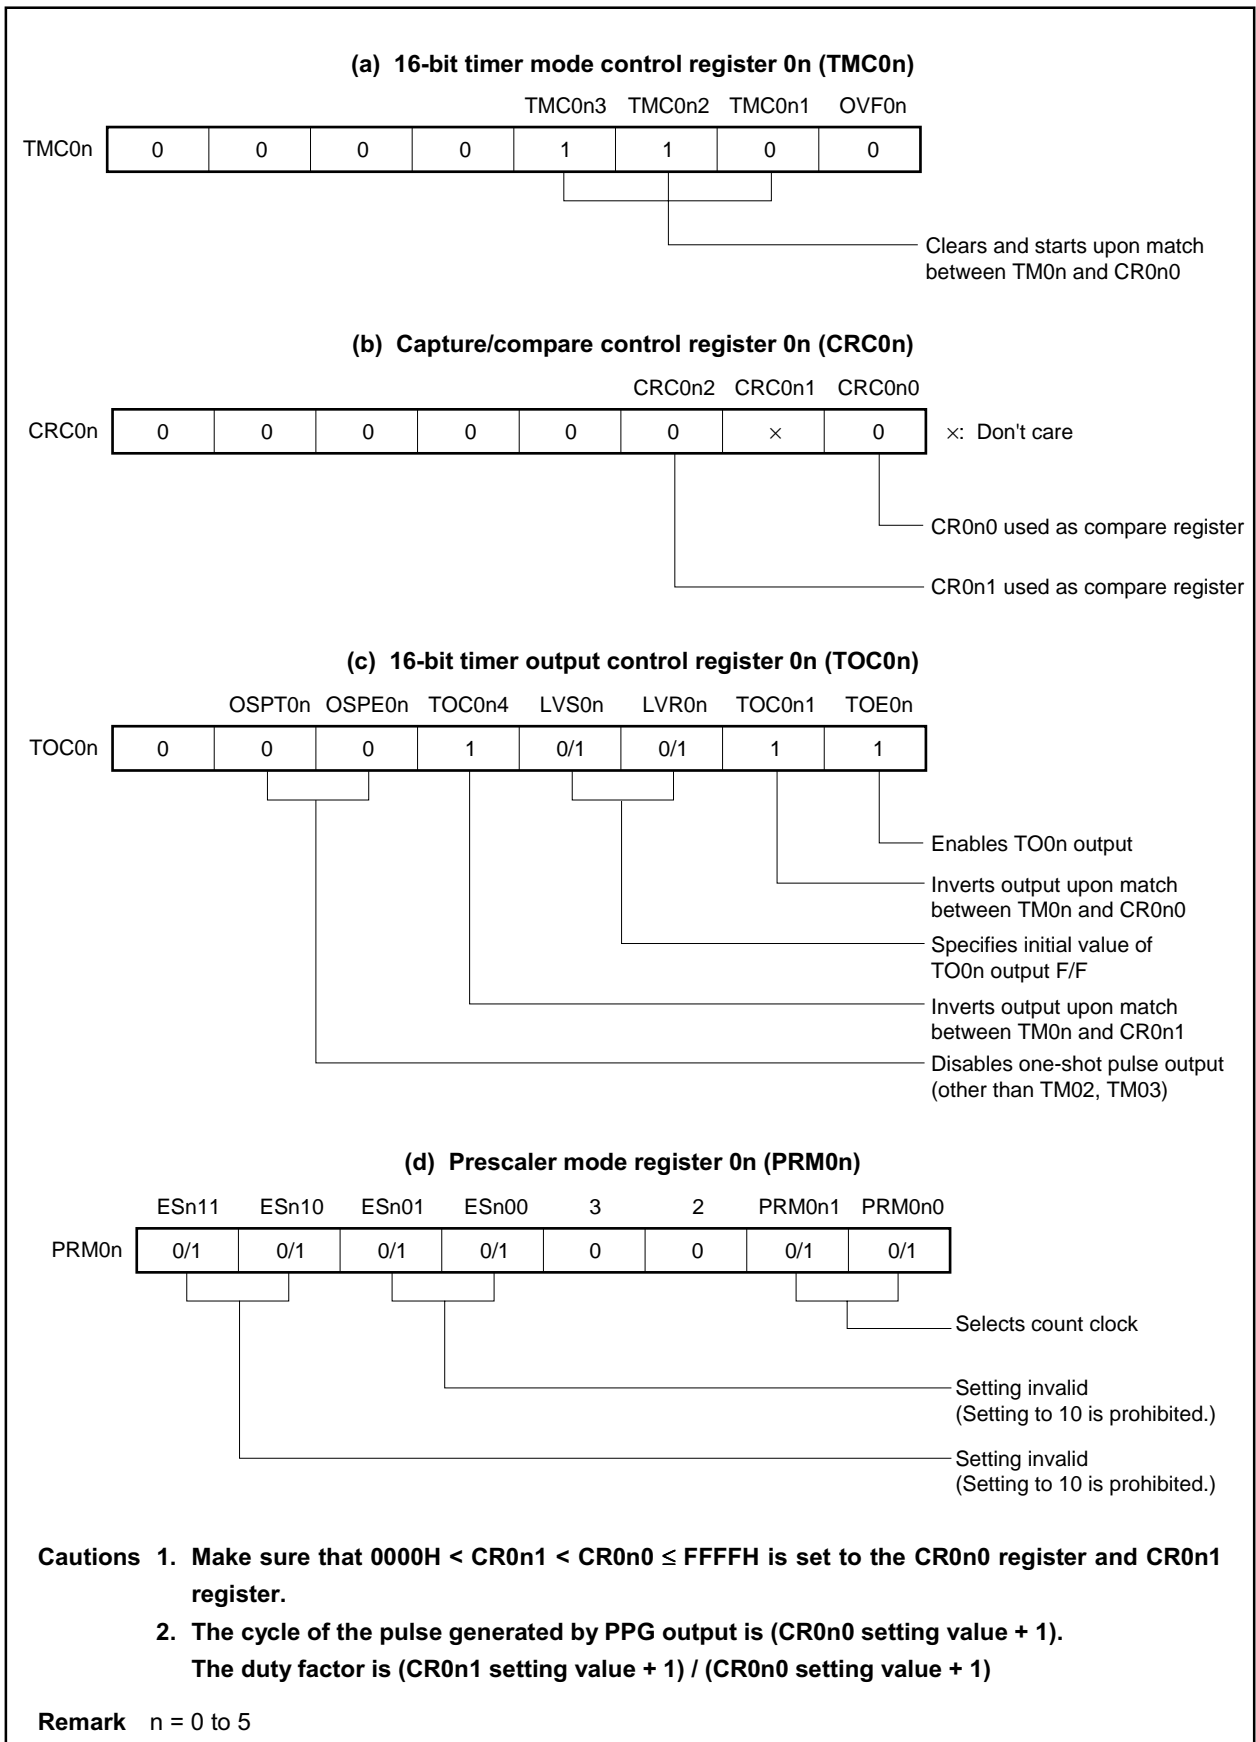 (a) 16-bit timer mode control register 0n (TMC0n)
TMC0n3 TMC0n2 TMC0n1 OVF0n
TMC0n 0 0 0 0 1 1 0 0
Clears and starts upon match
between TM0n and CR0n0
(b) Capture/compare control register 0n (CRC0n)
CRC0n2 CRC0n1 CRC0n0
CRC0n 0 0 0 0 0 0 × 0 ×: Don't care
CR0n0 used as compare register
CR0n1 used as compare register
(c) 16-bit timer output control register 0n (TOC0n)
OSPT0n OSPE0n TOC0n4 LVS0n LVR0n TOC0n1 TOE0n
TOC0n 0 0 0 1 0/1 0/1 1 1
Enables TO0n output
Inverts output upon match
between TM0n and CR0n0
Specifies initial value of
TO0n output F/F
Inverts output upon match
between TM0n and CR0n1
Disables one-shot pulse output
(other than TM02, TM03)
(d) Prescaler mode register 0n (PRM0n)
ESn11 ESn10 ESn01 ESn00 3 2 PRM0n1 PRM0n0
PRM0n 0/1 0/1 0/1 0/1 0 0 0/1 0/1
Selects count clock
Setting invalid
(Setting to 10 is prohibited.)
Setting invalid
(Setting to 10 is prohibited.)
Cautions 1. Make sure that 0000H < CR0n1 < CR0n0 ≤ FFFFH is set to the CR0n0 register and CR0n1
register.
2. The cycle of the pulse generated by PPG output is (CR0n0 setting value + 1).
The duty factor is (CR0n1 setting value + 1) / (CR0n0 setting value + 1)
Remark n = 0 to 5